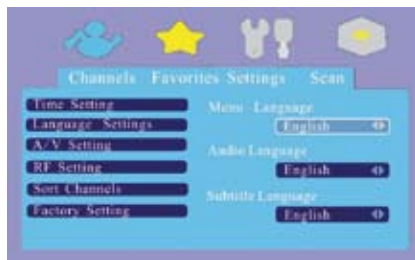 Channels Favorites Settings Scan
Time Setting
Language Settings
A/V Setting
RF Setting
Sort Channels
Factory Setting
Menu Language
English
Audio Language
English
Subtitle Language
English